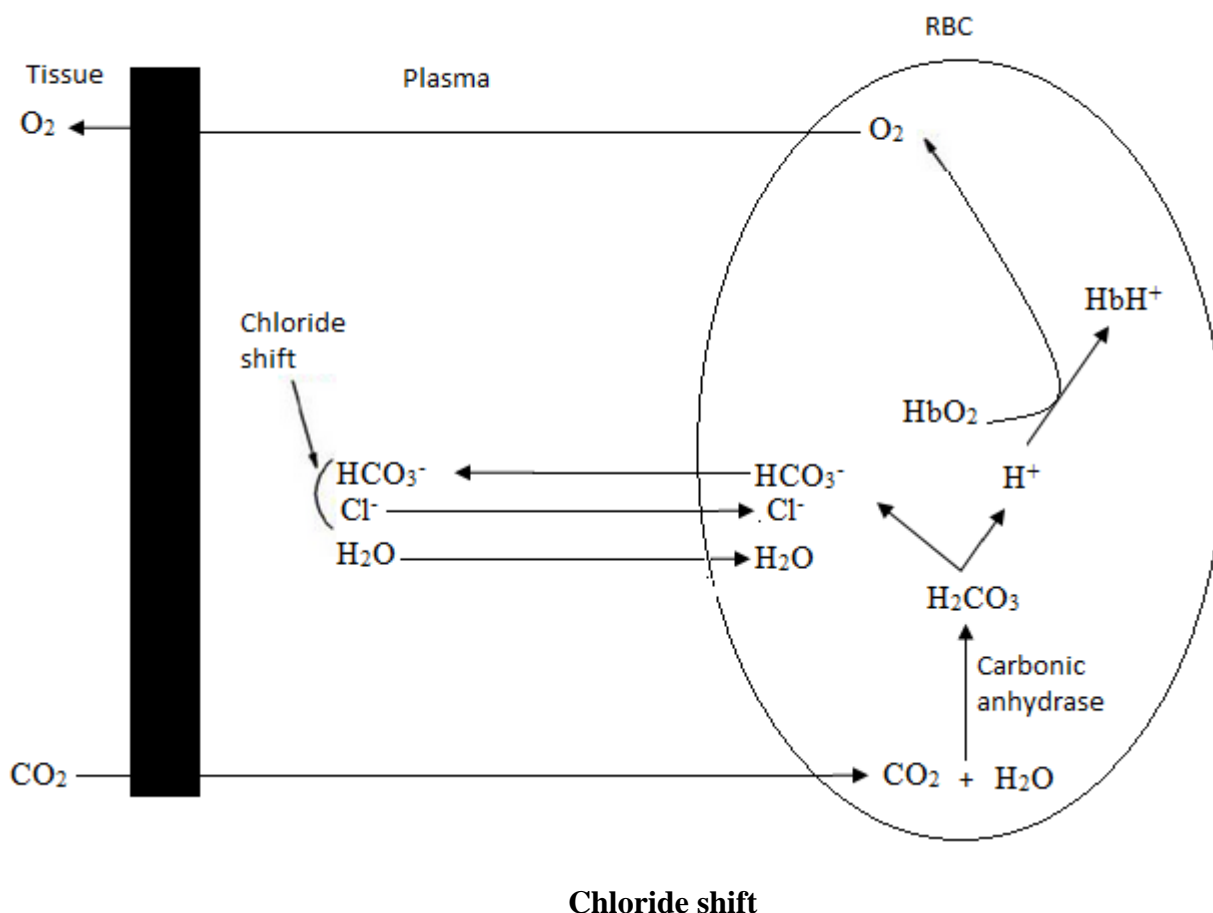 RBC
Tissue
Plasma
O₂
O₂
HbH⁺
Chloride
shift
HbO₂
HCO₃⁻
HCO₃⁻
H⁺
Cl⁻
Cl⁻
H₂O
H₂O
H₂CO₃
Carbonic
anhydrase
CO₂
CO₂ + H₂O
Chloride shift